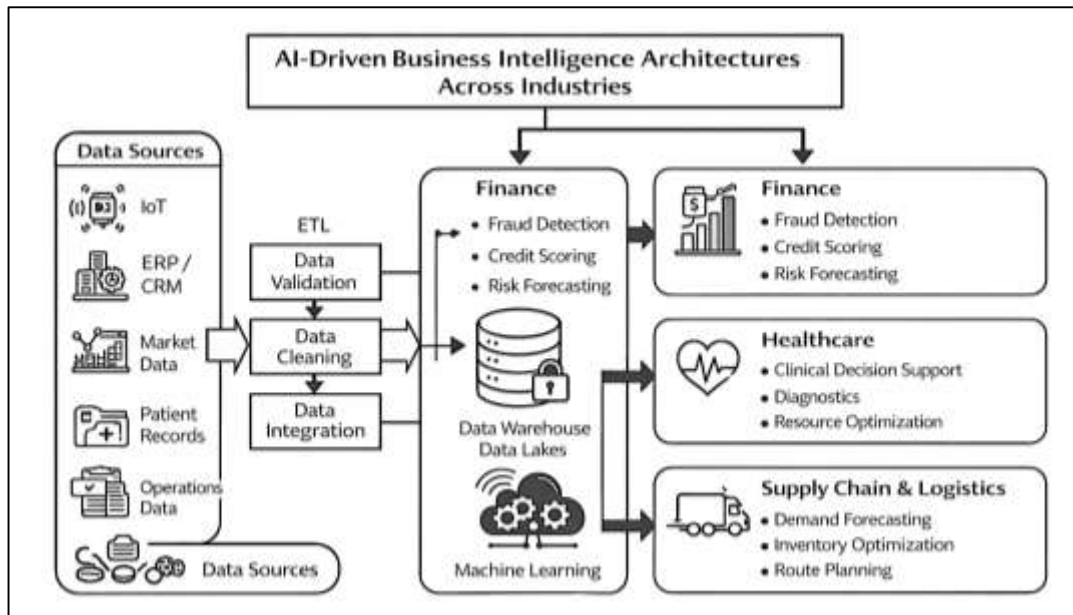 AI-Driven Business Intelligence Architectures
Across Industries
Data Sources
IoT
ERP /
CRM
Market
Data
Patient
Records
Operations
Data
Data Sources
ETL
Data
Validation
Data
Cleaning
Data
Integration
Finance
• Fraud Detection
• Credit Scoring
• Risk Forecasting
Data Warehouse
Data Lakes
Machine Learning
$
Finance
• Fraud Detection
• Credit Scoring
• Risk Forecasting
Healthcare
• Clinical Decision Support
• Diagnostics
• Resource Optimization
Supply Chain & Logistics
• Demand Forecasting
• Inventory Optimization
• Route Planning